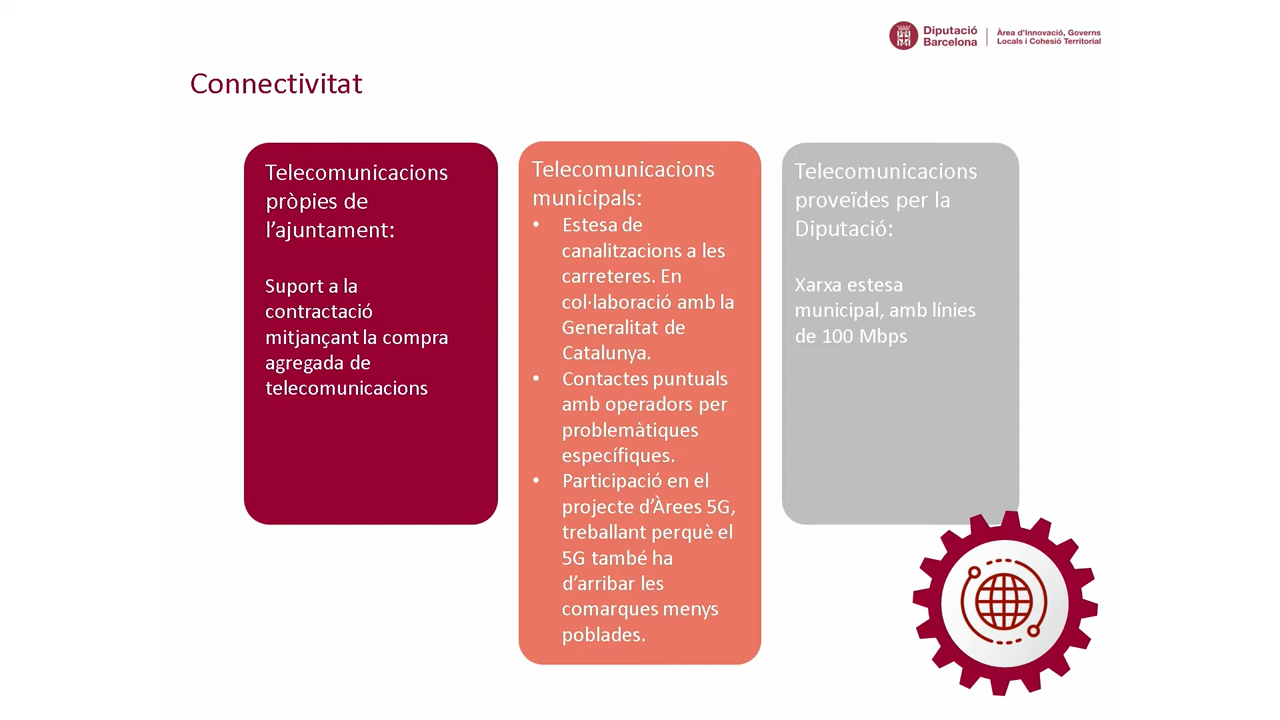 Diputació
Barcelona
Àrea d'Innovació, Governs
Locals i Cohesió Territorial
Connectivitat
Telecomunicacions
pròpies de
l'ajuntament:
Suport a la
contractació
mitjançant la compra
agregada de
telecomunicacions
Telecomunicacions
municipals:
• Estesa de
canalitzacions a les
carreteres. En
col·laboració amb la
Generalitat de
Catalunya.
• Contactes puntuals
amb operadors per
problemàtiques
específiques.
• Participació en el
projecte d'Àrees 5G,
treballant perquè el
5G també ha
d'arribar les
comarques menys
poblades.
Telecomunicacions
proveïdes per la
Diputació:
Xarxa estesa
municipal, amb línies
de 100 Mbps